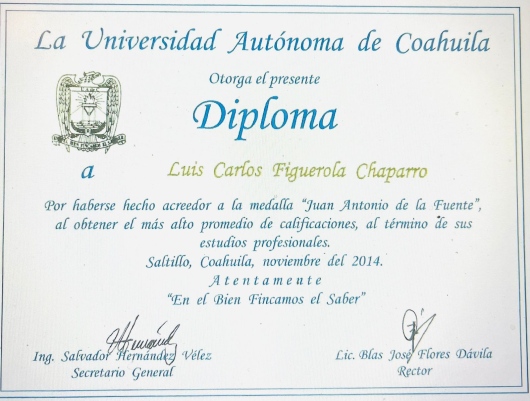 La Universidad Autónoma de Coahuila
Otorga el presente
Diploma
a Luis Carlos Figuerola Chaparro
Por haberse hecho acreedor a la medalla “Juan Antonio de la Fuente”,
al obtener el más alto promedio de calificaciones, al término de sus
estudios profesionales.
Saltillo, Coahuila, noviembre del 2014.
Atentamente
“En el Bien Fincamos el Saber”
Ing. Salvador Hernández Vélez
Secretario General
Lic. Blas José Flores Dávila
Rector